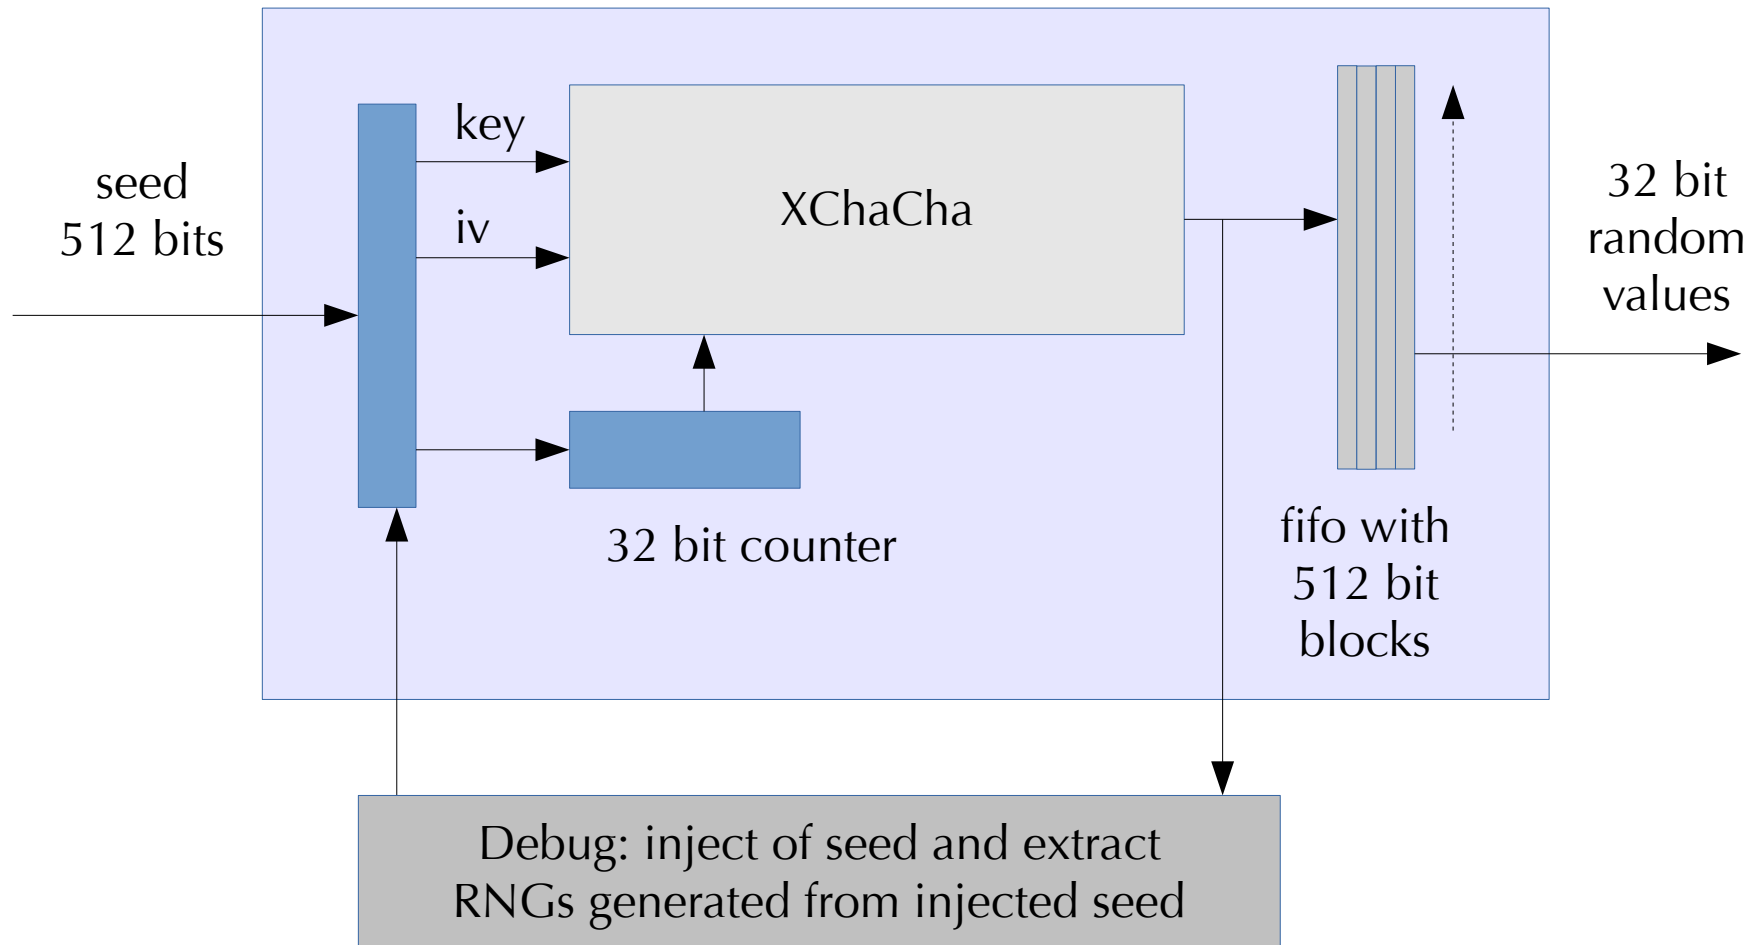 seed
512 bits
key
iv
XChaCha
32 bit
random
values
32 bit counter
fifo with
512 bit
blocks
Debug: inject of seed and extract
RNGs generated from injected seed